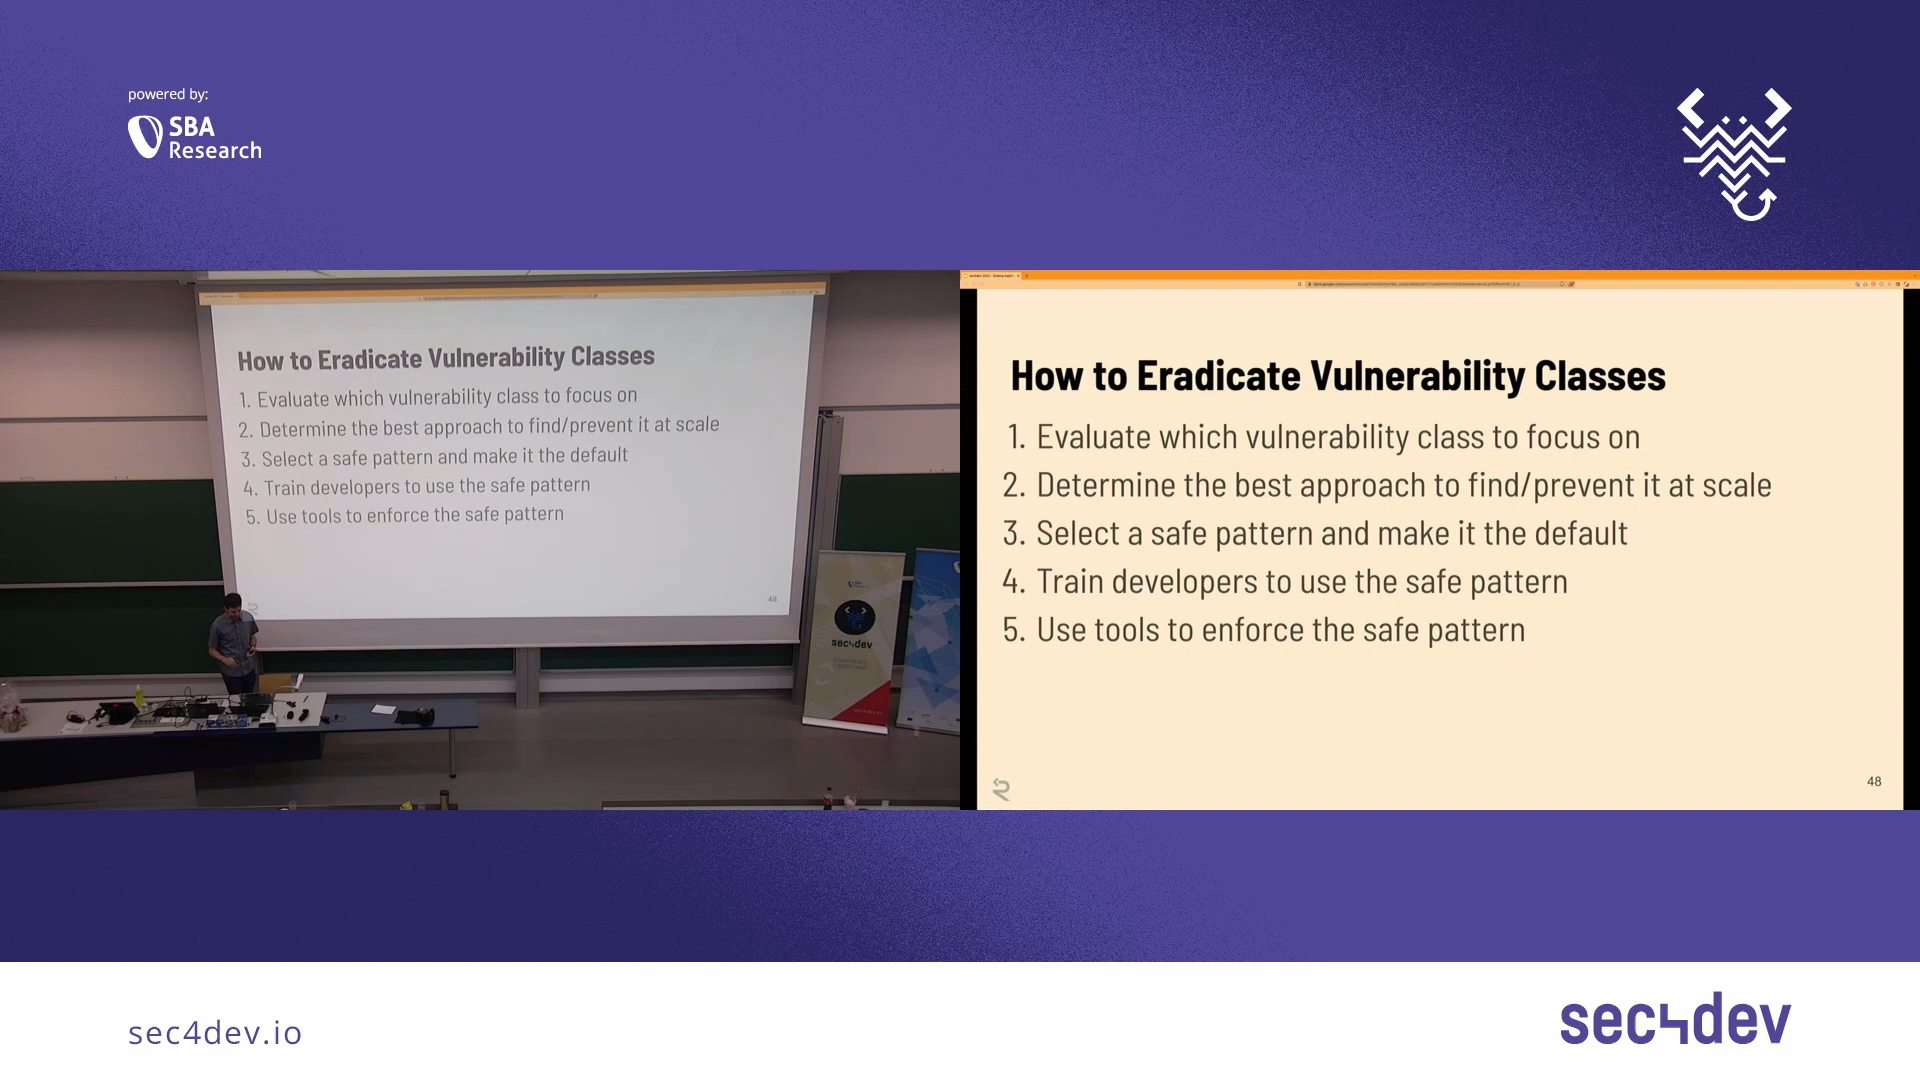 powered by:
SBA
Research
How to Eradicate Vulnerability Classes
1. Evaluate which vulnerability class to focus on
2. Determine the best approach to find/prevent it at scale
3. Select a safe pattern and make it the default
4. Train developers to use the safe pattern
5. Use tools to enforce the safe pattern
48
sec4dev
How to Eradicate Vulnerability Classes
1. Evaluate which vulnerability class to focus on
2. Determine the best approach to find/prevent it at scale
3. Select a safe pattern and make it the default
4. Train developers to use the safe pattern
5. Use tools to enforce the safe pattern
48
sec4dev.io
sec4dev